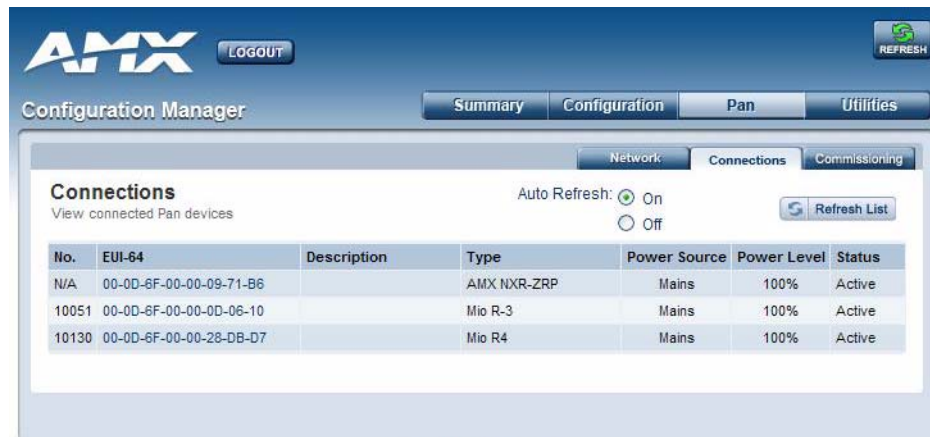 AMX LOGOUT REFRESH
Configuration Manager Summary Configuration Pan Utilities
Network Connections Commissioning
Connections
View connected Pan devices
Auto Refresh: On
Off
Refresh List
No. EUI-64 Description Type Power Source Power Level Status
N/A 00-0D-6F-00-00-09-71-B6 AMX NXR-ZRP Mains 100% Active
10051 00-0D-6F-00-00-0D-06-10 Mio R-3 Mains 100% Active
10130 00-0D-6F-00-00-28-DB-D7 Mio R4 Mains 100% Active